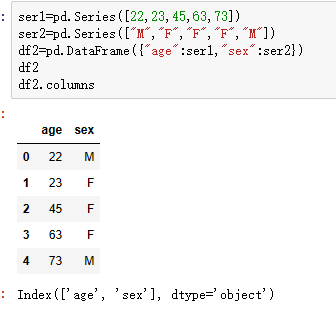 :
ser1=pd.Series([22,23,45,63,73])
ser2=pd.Series(["M","F","F","F","M"])
df2=pd.DataFrame({"age":ser1,"sex":ser2})
df2
df2.columns
:
age sex
0 22 M
1 23 F
2 45 F
3 63 F
4 73 M
: Index(['age', 'sex'], dtype='object')